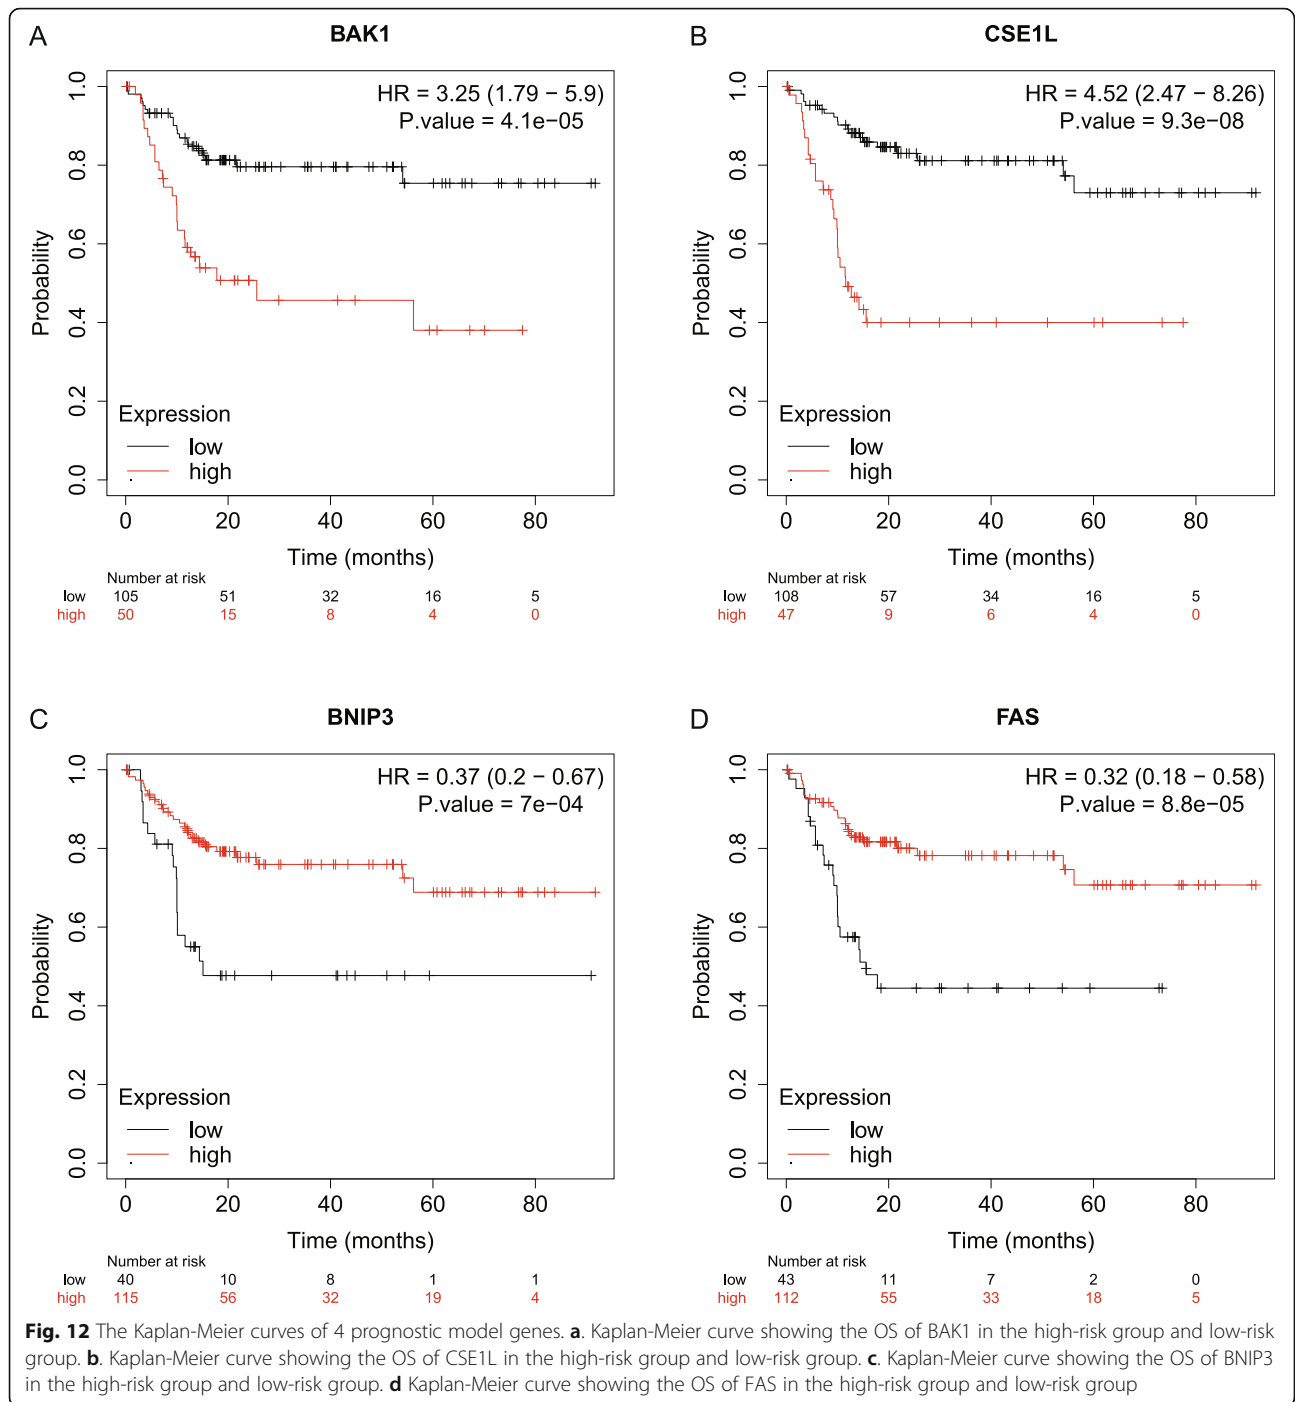 A
BAK1
HR = 3.25 (1.79 − 5.9)
P.value = 4.1e−05
Probability
1.0
0.8
0.6
0.4
0.2
0.0
Expression
low
high
0 20 40 60 80
Time (months)
Number at risk
low 105 51 32 16 5
high 50 15 8 4 0
B
CSE1L
HR = 4.52 (2.47 − 8.26)
P.value = 9.3e−08
Probability
1.0
0.8
0.6
0.4
0.2
0.0
Expression
low
high
0 20 40 60 80
Time (months)
Number at risk
low 108 57 34 16 5
high 47 9 6 4 0
C
BNIP3
HR = 0.37 (0.2 − 0.67)
P.value = 7e−04
Probability
1.0
0.8
0.6
0.4
0.2
0.0
Expression
low
high
0 20 40 60 80
Time (months)
Number at risk
low 40 10 8 1 1
high 115 56 32 19 4
D
FAS
HR = 0.32 (0.18 − 0.58)
P.value = 8.8e−05
Probability
1.0
0.8
0.6
0.4
0.2
0.0
Expression
low
high
0 20 40 60 80
Time (months)
Number at risk
low 43 11 7 2 0
high 112 55 33 18 5
Fig. 12 The Kaplan-Meier curves of 4 prognostic model genes. a. Kaplan-Meier curve showing the OS of BAK1 in the high-risk group and low-risk
group. b. Kaplan-Meier curve showing the OS of CSE1L in the high-risk group and low-risk group. c. Kaplan-Meier curve showing the OS of BNIP3
in the high-risk group and low-risk group. d Kaplan-Meier curve showing the OS of FAS in the high-risk group and low-risk group